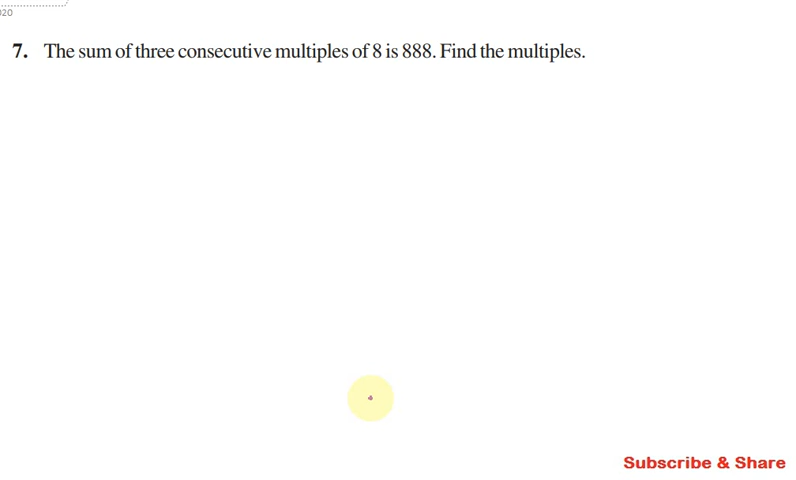 7. The sum of three consecutive multiples of 8 is 888. Find the multiples.
Subscribe & Share